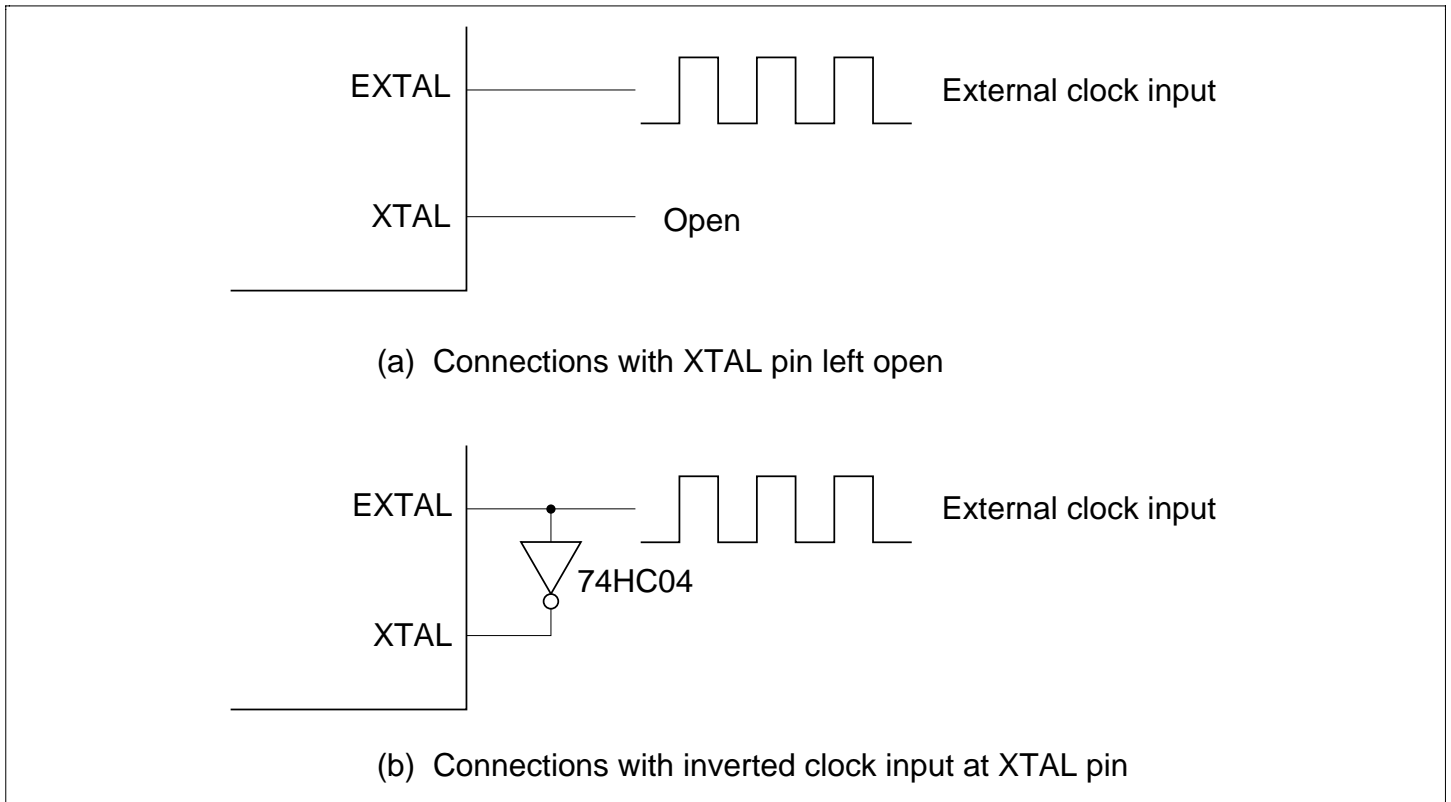 EXTAL
External clock input
XTAL
Open
(a) Connections with XTAL pin left open
EXTAL
External clock input
74HC04
XTAL
(b) Connections with inverted clock input at XTAL pin